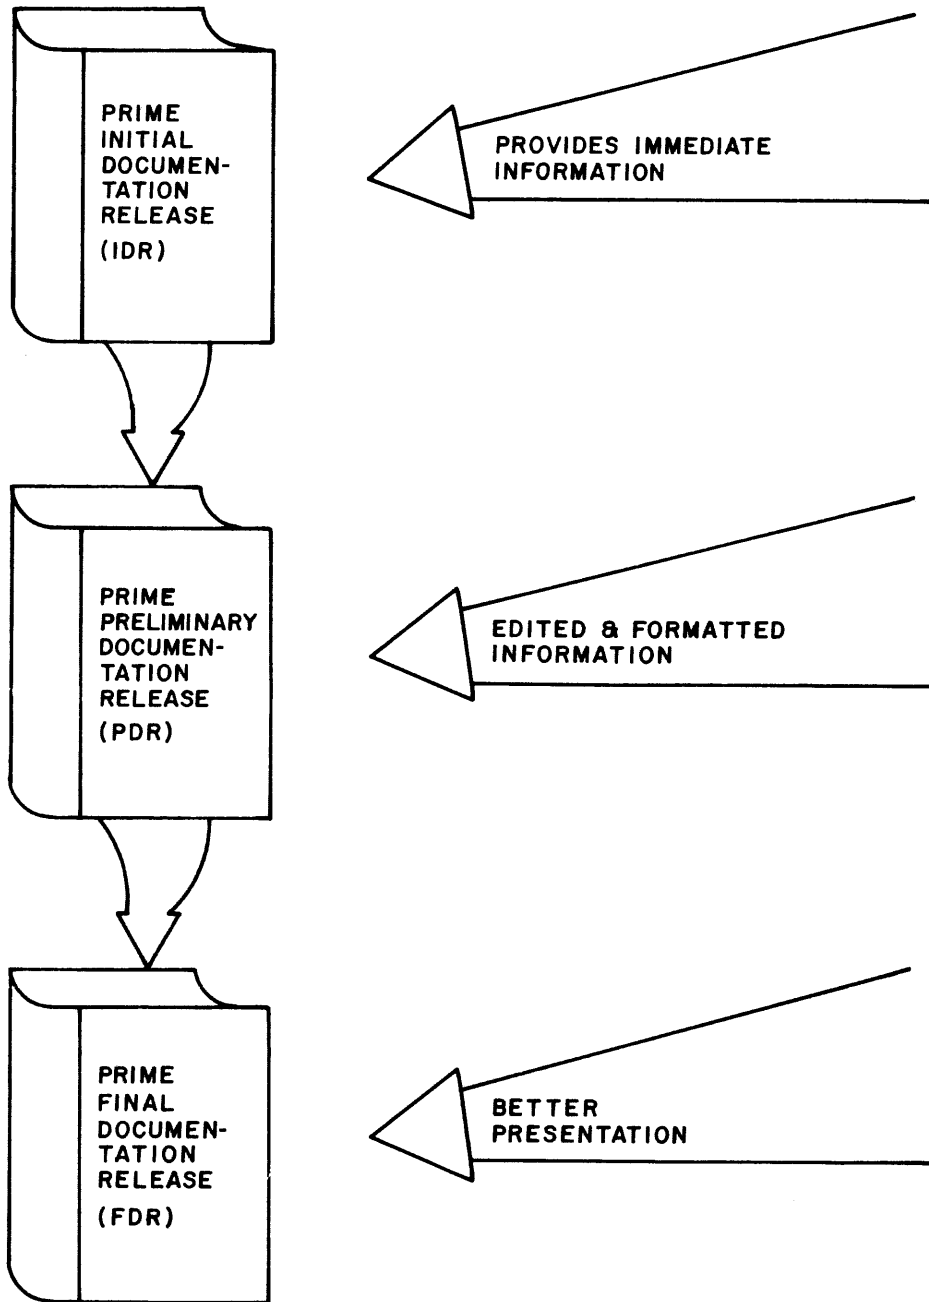 PRIME
INITIAL
DOCUMEN-
TATION
RELEASE
(IDR)
PROVIDES IMMEDIATE
INFORMATION
PRIME
PRELIMINARY
DOCUMEN-
TATION
RELEASE
(PDR)
EDITED & FORMATTED
INFORMATION
PRIME
FINAL
DOCUMEN-
TATION
RELEASE
(FDR)
BETTER
PRESENTATION